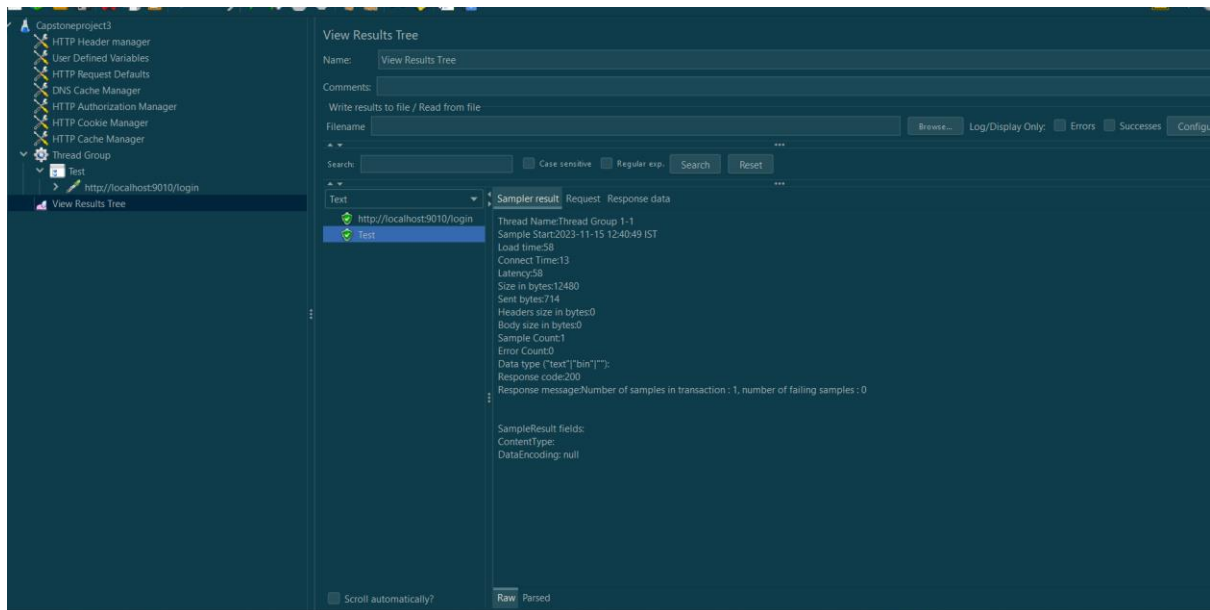 Capstoneproject3
HTTP Header manager
User Defined Variables
HTTP Request Defaults
DNS Cache Manager
HTTP Authorization Manager
HTTP Cookie Manager
HTTP Cache Manager
Thread Group
Test
http://localhost:9010/login
View Results Tree
View Results Tree
Name: View Results Tree
Comments:
Write results to file / Read from file
Filename Browse... Log/Display Only: Errors Successes Configu
Search: Case sensitive Regular exp. Search Reset
Text
http://localhost:9010/login
Test
Sampler result Request Response data
Thread Name:Thread Group 1-1
Sample Start:2023-11-15 12:40:49 IST
Load time:58
Connect Time:13
Latency:58
Size in bytes:12480
Sent bytes:714
Headers size in bytes:0
Body size in bytes:0
Sample Count:1
Error Count:0
Data type ("text"|"bin"|""):
Response code:200
Response message:Number of samples in transaction : 1, number of failing samples : 0
SampleResult fields:
ContentType:
DataEncoding: null
Scroll automatically?
Raw Parsed